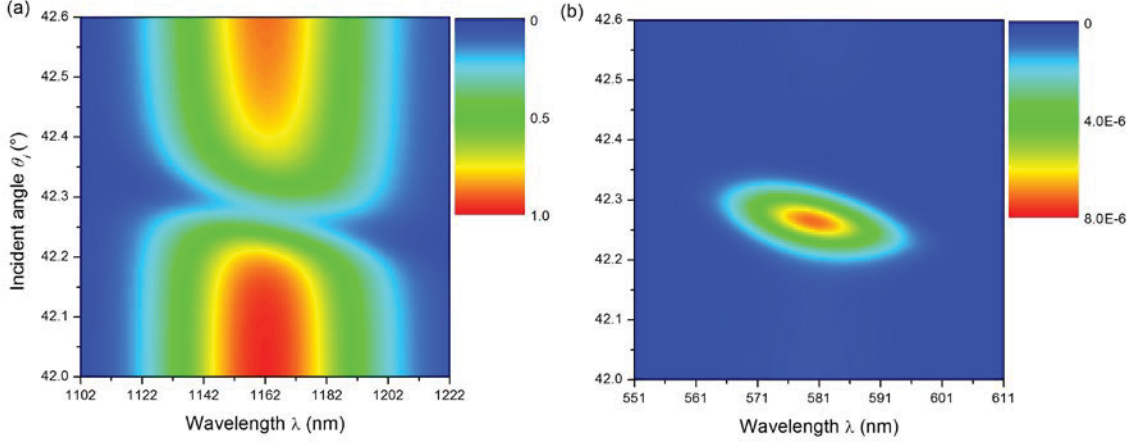 (a)
42.6
42.5
42.4
42.3
42.2
42.1
42.0
1102 1122 1142 1162 1182 1202 1222
Incident angle θi (°)
Wavelength λ (nm)
0
0.5
1.0
(b)
42.6
42.5
42.4
42.3
42.2
42.1
42.0
551 561 571 581 591 601 611
Wavelength λ (nm)
0
4.0E-6
8.0E-6